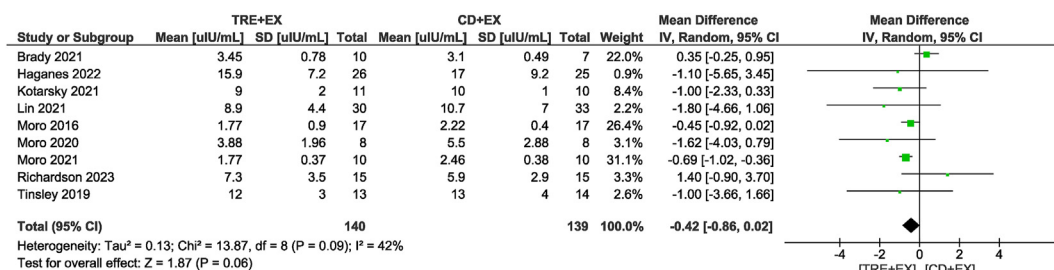 TRE+EX CD+EX Mean Difference Mean Difference
Study or Subgroup Mean [uIU/mL] SD [uIU/mL] Total Mean [uIU/mL] SD [uIU/mL] Total Weight IV, Random, 95% CI IV, Random, 95% CI
Brady 2021 3.45 0.78 10 3.1 0.49 7 22.0% 0.35 [-0.25, 0.95]
Haganes 2022 15.9 7.2 26 17 9.2 25 0.9% -1.10 [-5.65, 3.45]
Kotarsky 2021 9 2 11 10 1 10 8.4% -1.00 [-2.33, 0.33]
Lin 2021 8.9 4.4 30 10.7 7 33 2.2% -1.80 [-4.66, 1.06]
Moro 2016 1.77 0.9 17 2.22 0.4 17 26.4% -0.45 [-0.92, 0.02]
Moro 2020 3.88 1.96 8 5.5 2.88 8 3.1% -1.62 [-4.03, 0.79]
Moro 2021 1.77 0.37 10 2.46 0.38 10 31.1% -0.69 [-1.02, -0.36]
Richardson 2023 7.3 3.5 15 5.9 2.9 15 3.3% 1.40 [-0.90, 3.70]
Tinsley 2019 12 3 13 13 4 14 2.6% -1.00 [-3.66, 1.66]
Total (95% CI) 140 139 100.0% -0.42 [-0.86, 0.02]
Heterogeneity: Tau² = 0.13; Chi² = 13.87, df = 8 (P = 0.09); I² = 42%
Test for overall effect: Z = 1.87 (P = 0.06)
-4 -2 0 2 4
[TRE+EX] [CD+EX]